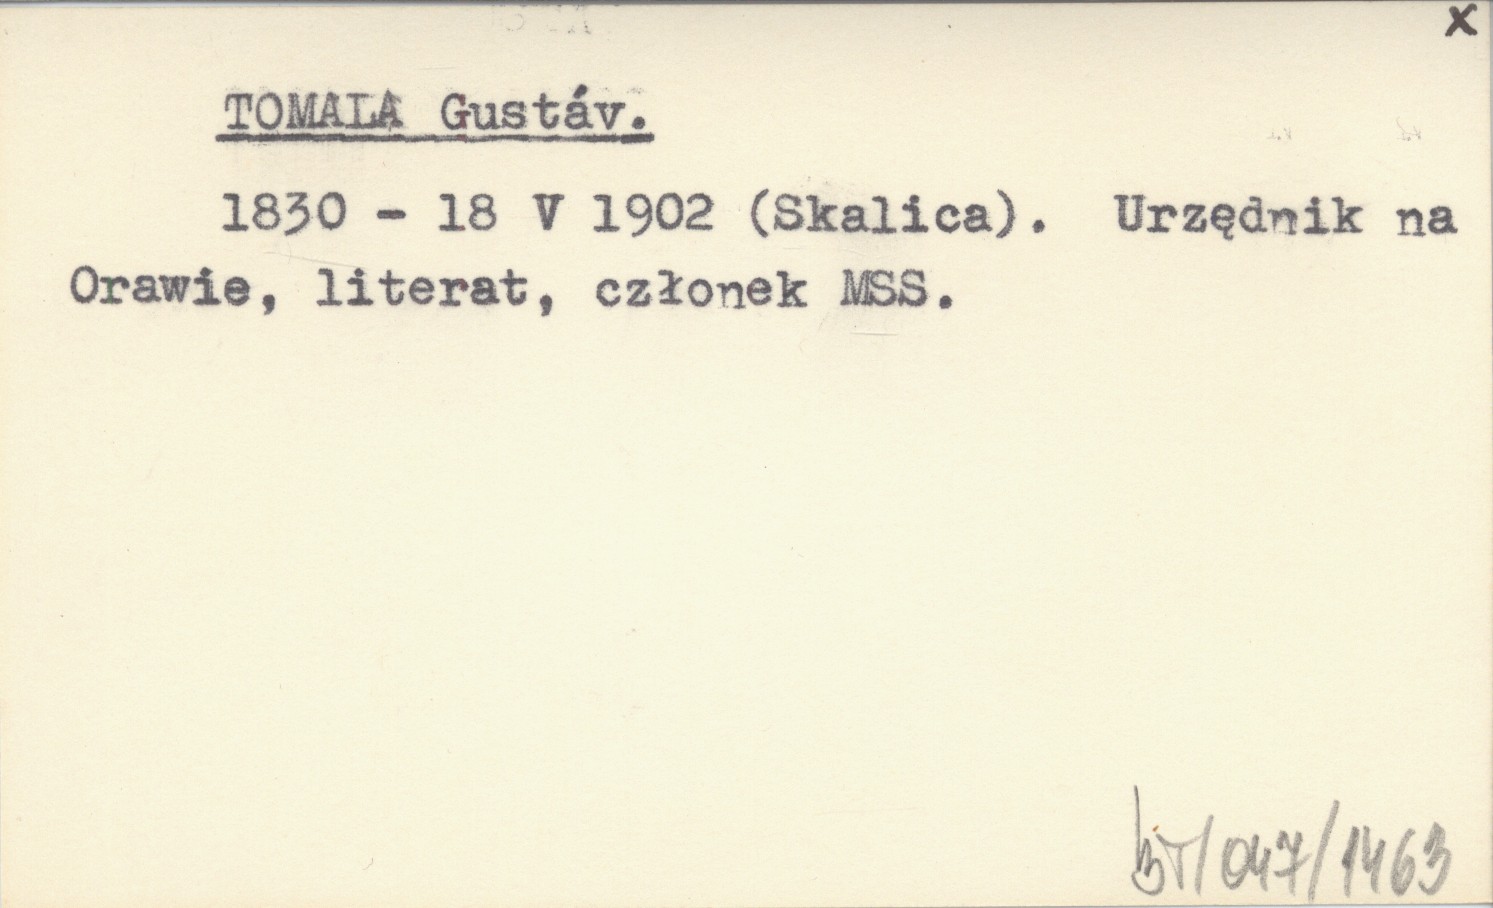 x
TOMALA Gustáv.
1830 - 18 V 1902 (Skalica). Urzędnik na
Orawie, literat, członek MSS.
BT/047/1463